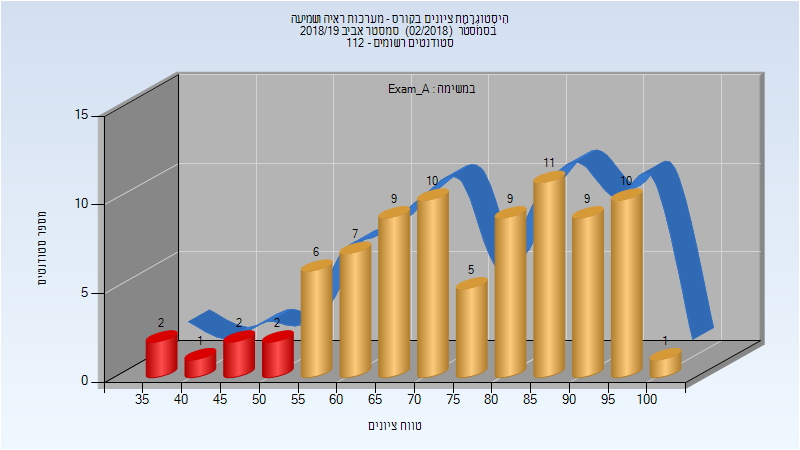 היסטוגרמת ציונים בקורס - מערכות ראיה ושמיעה
בסמסטר (02/2018) סמסטר אביב 2018/19
סטודנטים רשומים - 112
במשימה : Exam_A
מספר סטודנטים
15
10
5
0
2
1
2
2
6
7
9
10
5
9
11
9
10
1
35 40 45 50 55 60 65 70 75 80 85 90 95 100
טווח ציונים